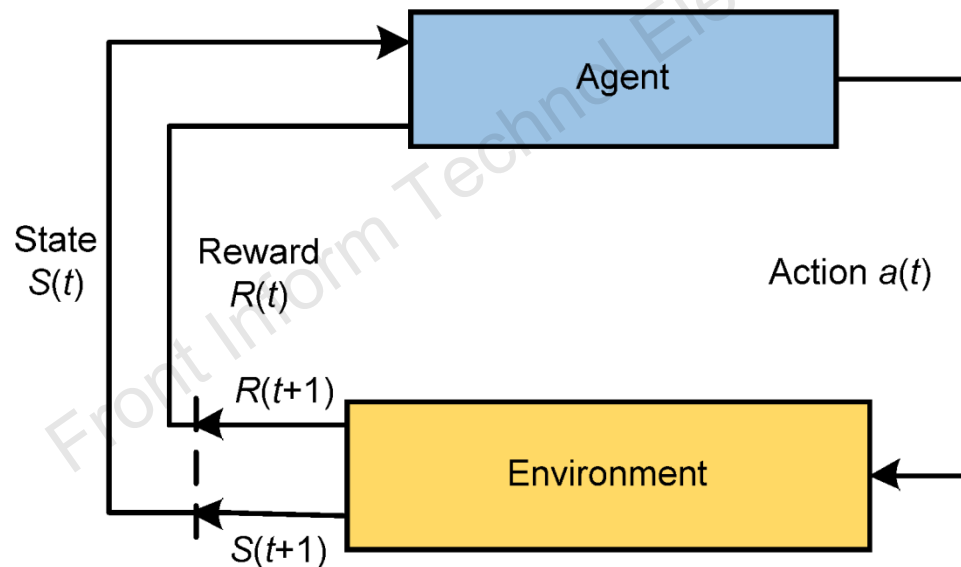 Agent
State
S(t)
Reward
R(t)
Action a(t)
R(t+1)
Environment
S(t+1)
Front Inform Technol Ele